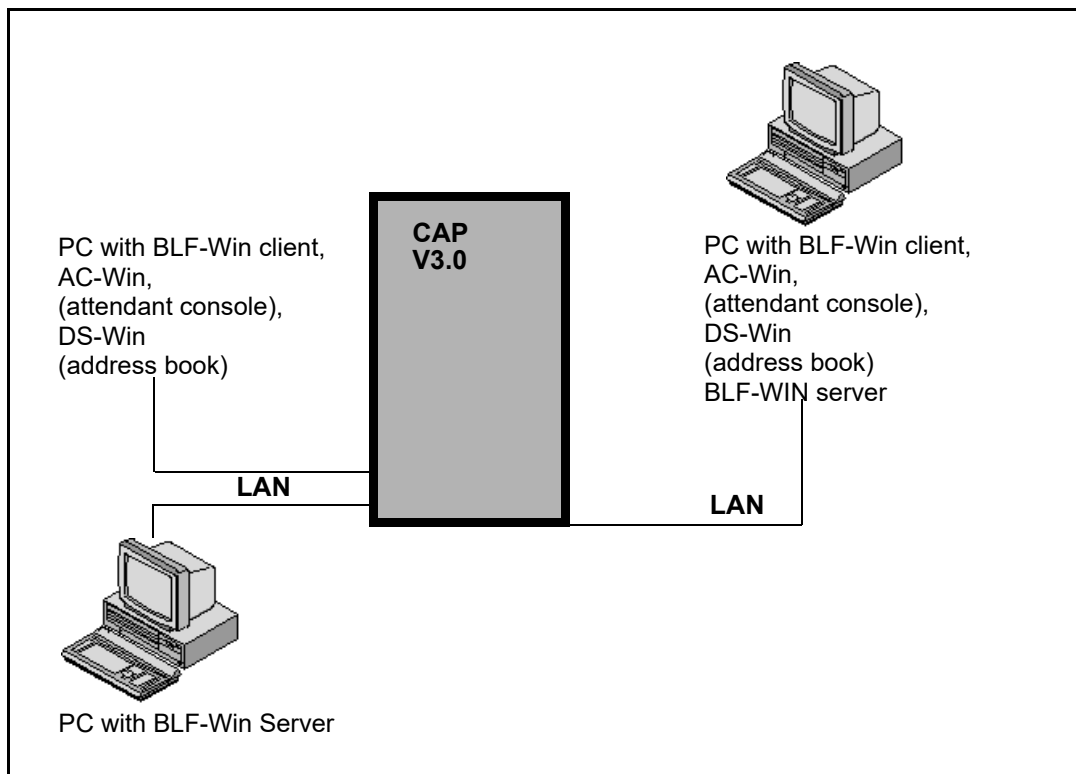 CAP
V3.0
PC with BLF-Win client,
AC-Win,
(attendant console),
DS-Win
(address book)
LAN
PC with BLF-Win Server
PC with BLF-Win client,
AC-Win,
(attendant console),
DS-Win
(address book)
BLF-WIN server
LAN